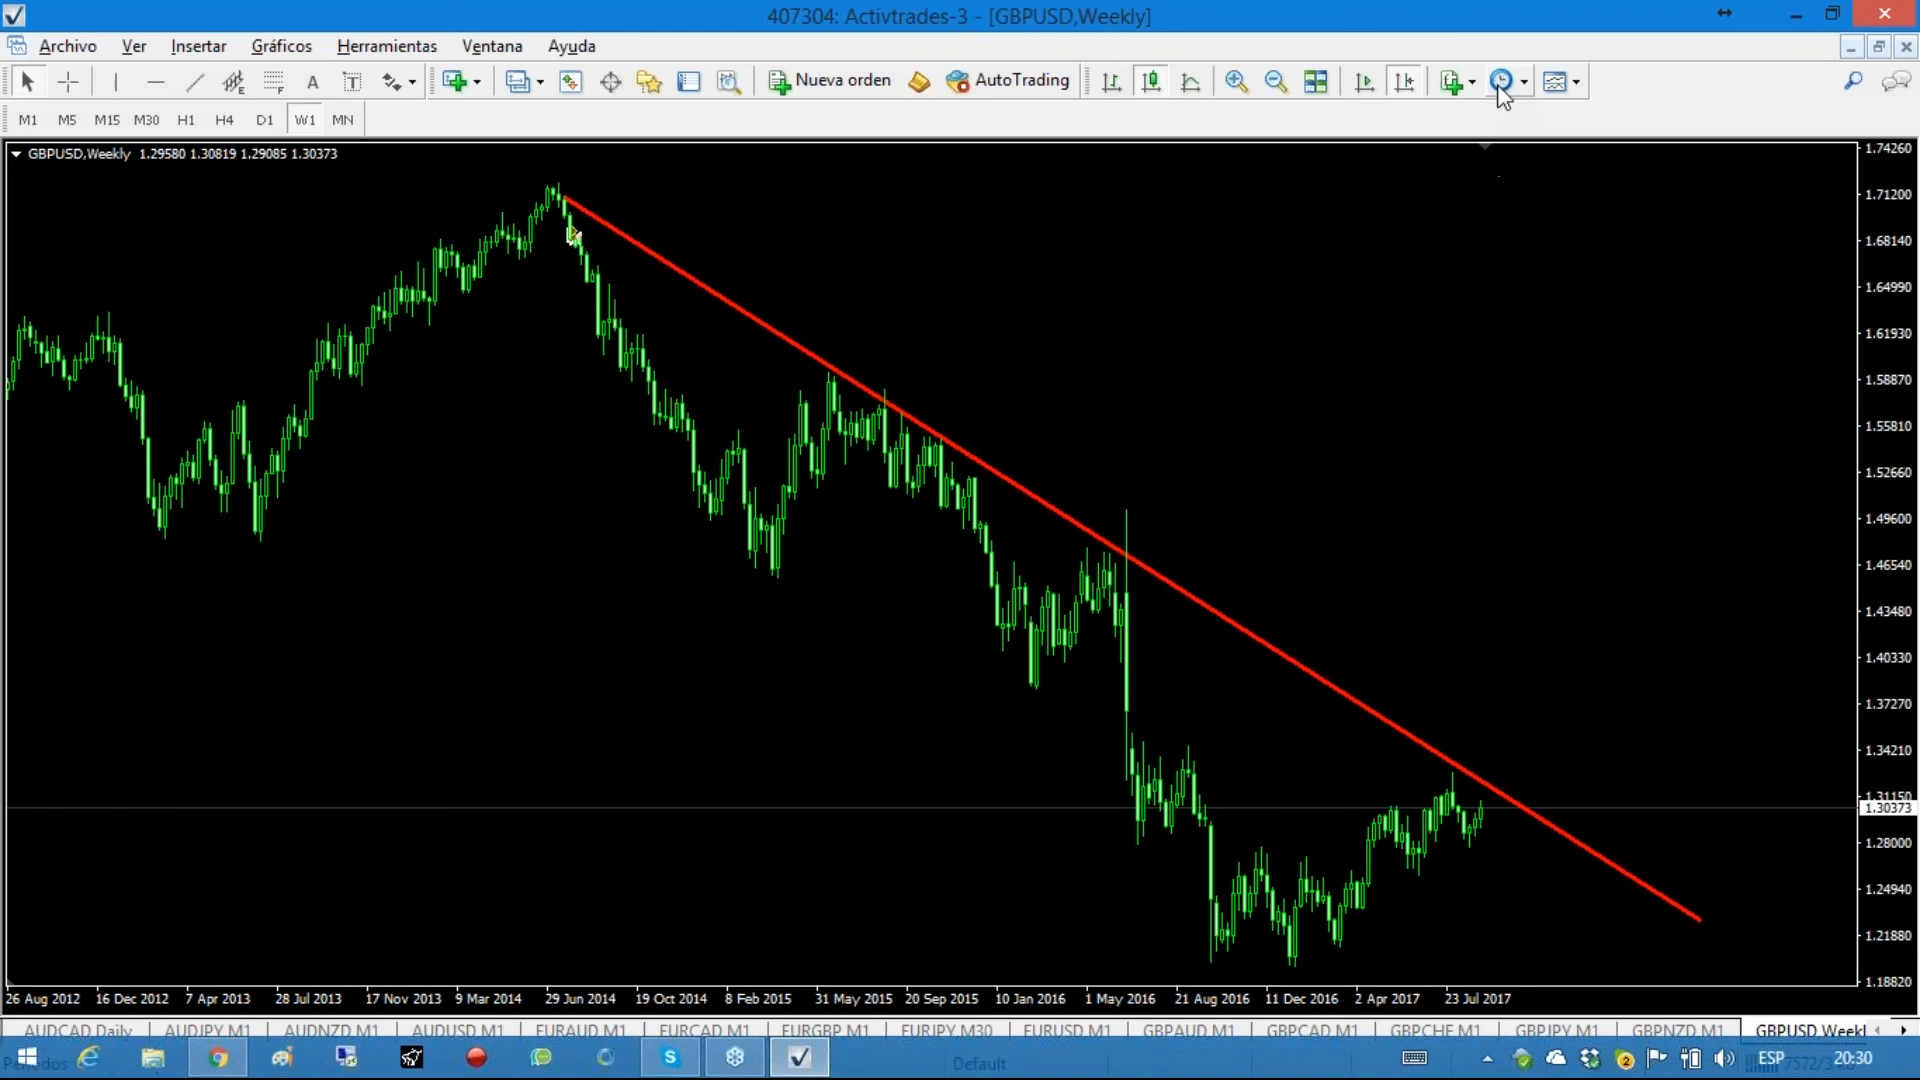 407304: Activtrades-3 - [GBPUSD,Weekly]
Archivo Ver Insertar Gráficos Herramientas Ventana Ayuda
Nueva orden AutoTrading
M1 M5 M15 M30 H1 H4 D1 W1 MN
GBPUSD,Weekly 1.29580 1.30819 1.29085 1.30373
1.74260
1.71200
1.68140
1.64990
1.61930
1.58870
1.55810
1.52660
1.49600
1.46540
1.43480
1.40330
1.37270
1.34210
1.31150
1.30373
1.28000
1.24940
1.21880
1.18820
26 Aug 2012 16 Dec 2012 7 Apr 2013 28 Jul 2013 17 Nov 2013 9 Mar 2014 29 Jun 2014 19 Oct 2014 8 Feb 2015 31 May 2015 20 Sep 2015 10 Jan 2016 1 May 2016 21 Aug 2016 11 Dec 2016 2 Apr 2017 23 Jul 2017
AUDCAD Daily AUDJPY M1 AUDNZD M1 AUDUSD M1 EURAUD M1 EURCAD M1 EURGBP M1 EURJPY M30 EURUSD M1 GBPAUD M1 GBPCAD M1 GBPCHF M1 GBPJPY M1 GBPNZD M1 GBPUSD Weekl
Default
ESP 20:30